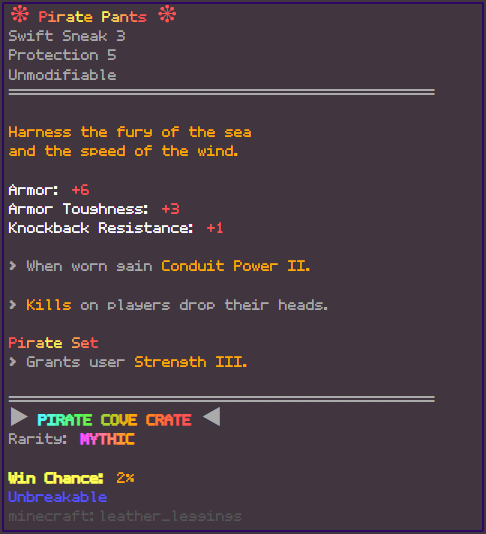 Pirate Pants
Swift Sneak 3
Protection 5
Unmodifiable
Harness the fury of the sea
and the speed of the wind.
Armor: +6
Armor Toughness: +3
Knockback Resistance: +1
> When worn gain Conduit Power II.
> Kills on players drop their heads.
Pirate Set
> Grants user Strength III.
▶ PIRATE COVE CRATE ◀
Rarity: MYTHIC
Win Chance: 2%
Unbreakable
minecraft:leather_leggings